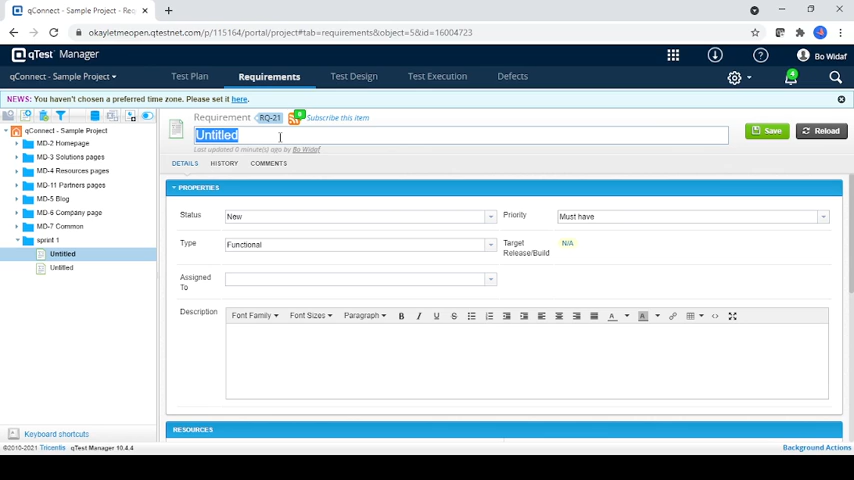 qConnect - Sample Project - Req
okayletmeopen.qtestnet.com/p/115164/portal/project#tab=requirements&object=5&id=16004723
qTest Manager
Bo Widaf
qConnect - Sample Project
Test Plan
Requirements
Test Design
Test Execution
Defects
4
NEWS: You haven't chosen a preferred time zone. Please set it here.
Requirement RQ-21 0 Subscribe this item
Untitled
Last updated 0 minute(s) ago by Bo Widaf
Save
Reload
DETAILS HISTORY COMMENTS
qConnect - Sample Project
MD-2 Homepage
MD-3 Solutions pages
MD-4 Resources pages
MD-11 Partners pages
MD-5 Blog
MD-6 Company page
MD-7 Common
sprint 1
Untitled
Untitled
PROPERTIES
Status New
Priority Must have
Type Functional
Target Release/Build N/A
Assigned To
Description
Font Family Font Sizes Paragraph B I U S A A
RESOURCES
Keyboard shortcuts
©2010-2021 Tricentis qTest Manager 10.4.4
Background Actions